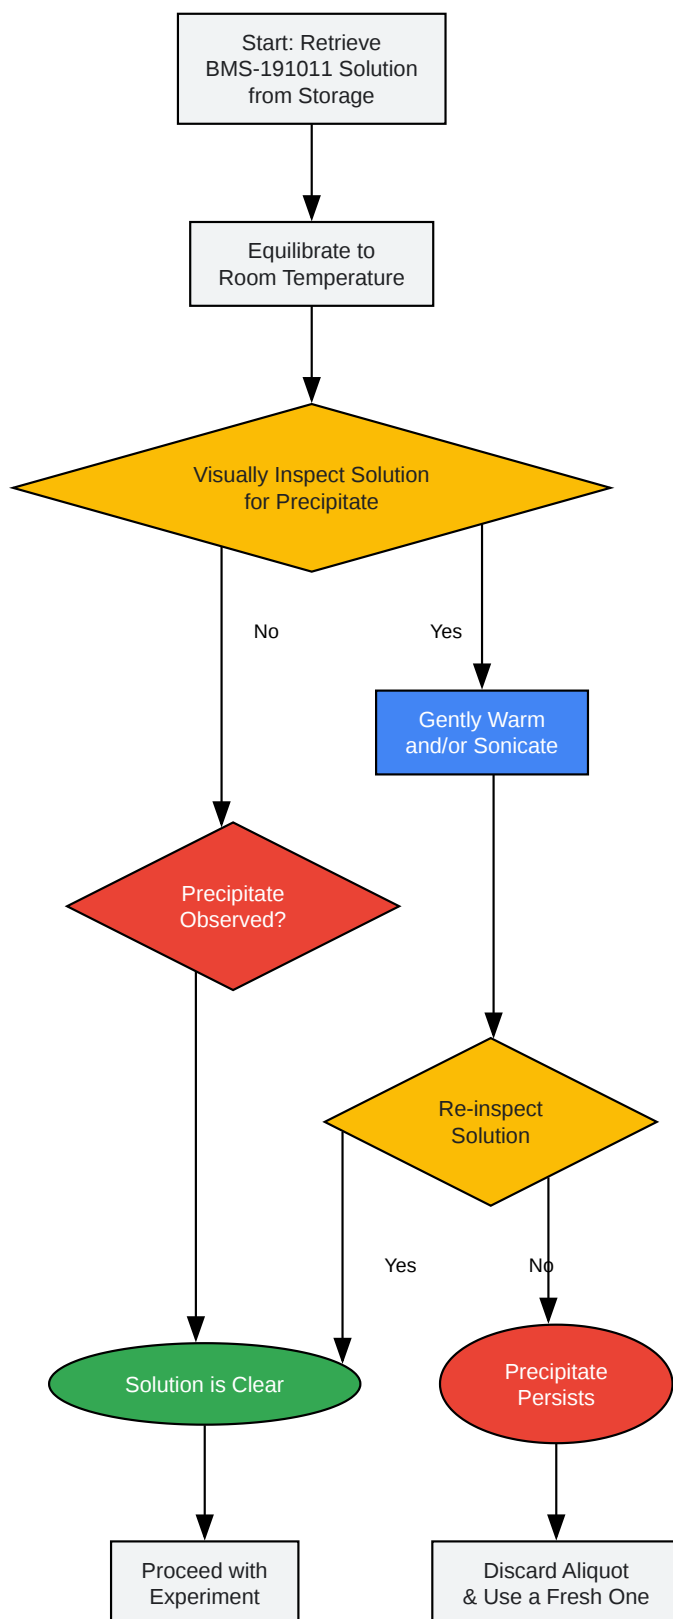 Start: Retrieve
BMS-191011 Solution
from Storage
Equilibrate to
Room Temperature
Visually Inspect Solution
for Precipitate
No
Yes
Gently Warm
and/or Sonicate
Precipitate
Observed?
Re-inspect
Solution
Yes
No
Solution is Clear
Precipitate
Persists
Proceed with
Experiment
Discard Aliquot
& Use a Fresh One